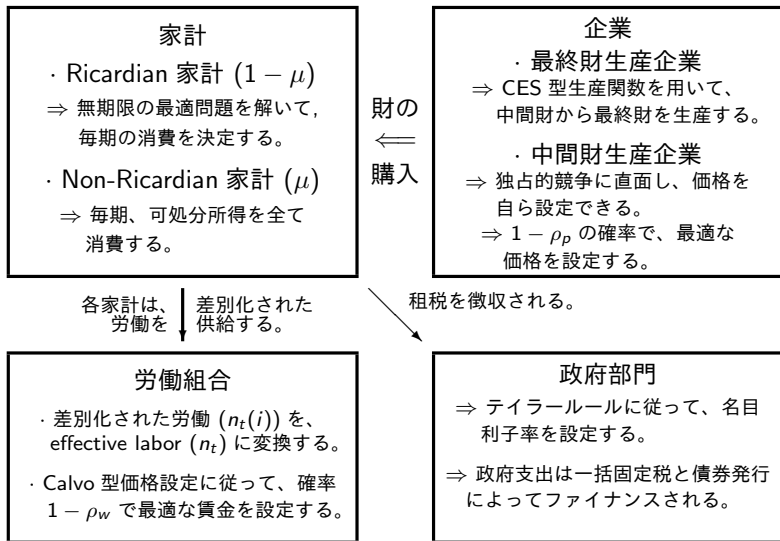 家計
· Ricardian 家計 (1 − μ)
⇒ 無期限の最適問題を解いて,
毎期の消費を決定する。
· Non-Ricardian 家計 (μ)
⇒ 毎期、可処分所得を全て
消費する。
財の
⇐
購入
企業
· 最終財生産企業
⇒ CES 型生産関数を用いて、
中間財から最終財を生産する。
· 中間財生産企業
⇒ 独占的競争に直面し、価格を
自ら設定できる。
⇒ 1 − ρ_p の確率で、最適な
価格を設定する。
各家計は、 差別化された
労働を 供給する。
租税を徴収される。
労働組合
· 差別化された労働 (n_t(i)) を、
effective labor (n_t) に変換する。
· Calvo 型価格設定に従って、確率
1 − ρ_w で最適な賃金を設定する。
政府部門
⇒ テイラールールに従って、名目
利子率を設定する。
⇒ 政府支出は一括固定税と債券発行
によってファイナンスされる。